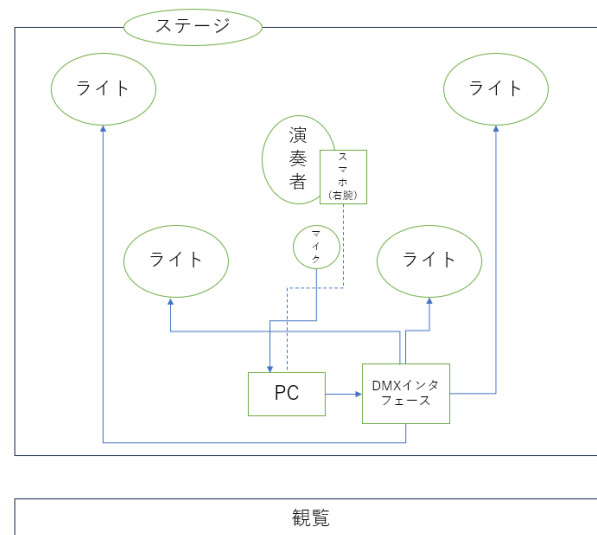 ステージ
ライト
ライト
演奏者
スマホ
(右腕)
マイク
ライト
ライト
PC
DMXインタ
フェース
観覧